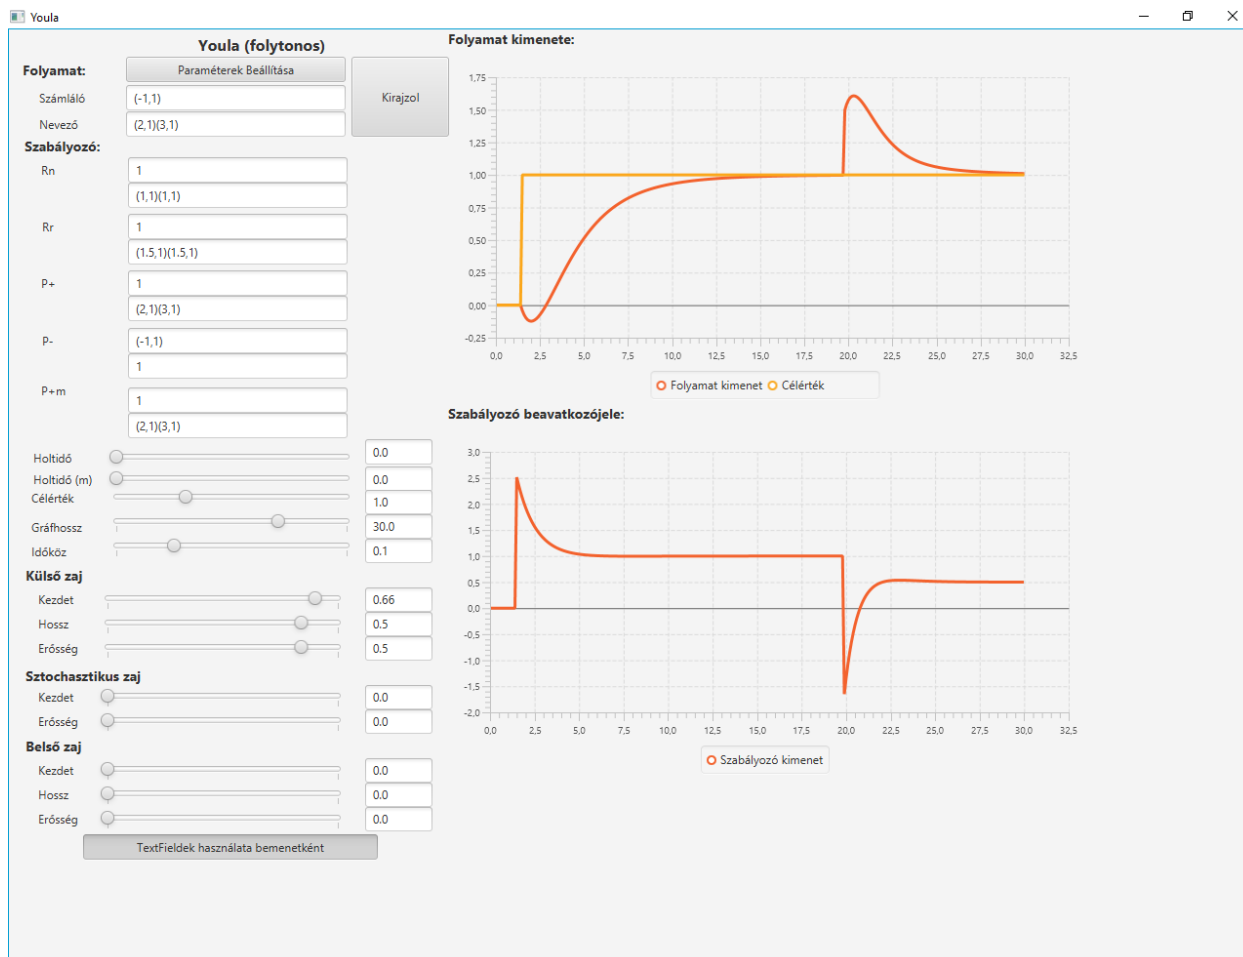 Youla
Youla (folytonos)
Folyamat:
Paraméterek Beállítása
Kirajzol
Számláló
(-1,1)
Nevező
(2,1)(3,1)
Szabályozó:
Rn
1
(1,1)(1,1)
Rr
1
(1.5,1)(1.5,1)
P+
1
(2,1)(3,1)
P-
(-1,1)
1
P+m
1
(2,1)(3,1)
Holtidő
0.0
Holtidő (m)
0.0
Célérték
1.0
Gráfhossz
30.0
Időköz
0.1
Külső zaj
Kezdet
0.66
Hossz
0.5
Erősség
0.5
Sztochasztikus zaj
Kezdet
0.0
Erősség
0.0
Belső zaj
Kezdet
0.0
Hossz
0.0
Erősség
0.0
TextFieldek használata bemenetként
Folyamat kimenete:
1,75
1,50
1,25
1,00
0,75
0,50
0,25
0,00
-0,25
0,0 2,5 5,0 7,5 10,0 12,5 15,0 17,5 20,0 22,5 25,0 27,5 30,0 32,5
Folyamat kimenet Célérték
Szabályozó beavatkozójele:
3,0
2,5
2,0
1,5
1,0
0,5
0,0
-0,5
-1,0
-1,5
-2,0
0,0 2,5 5,0 7,5 10,0 12,5 15,0 17,5 20,0 22,5 25,0 27,5 30,0 32,5
Szabályozó kimenet